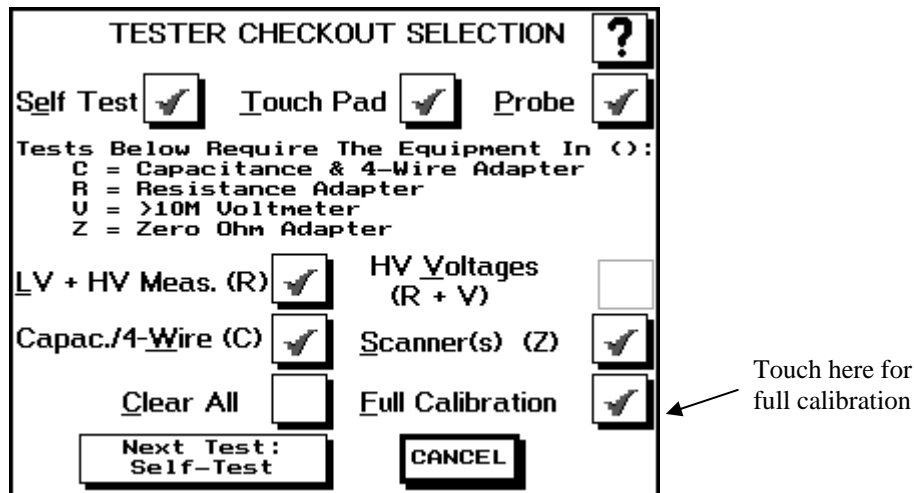 TESTER CHECKOUT SELECTION ?
Self Test Touch Pad Probe
Tests Below Require The Equipment In ():
C = Capacitance & 4-Wire Adapter
R = Resistance Adapter
V = >10M Voltmeter
Z = Zero Ohm Adapter
LV + HV Meas. (R) HV Voltages
(R + V)
Capac./4-Wire (C) Scanner(s) (Z)
Clear All Full Calibration
Touch here for
full calibration
Next Test:
Self-Test
CANCEL